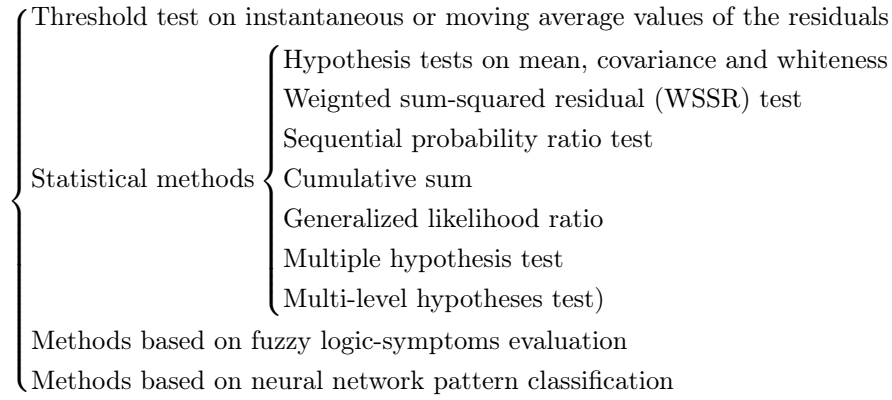 Threshold test on instantaneous or moving average values of the residuals
Statistical methods
Hypothesis tests on mean, covariance and whiteness
Weignted sum-squared residual (WSSR) test
Sequential probability ratio test
Cumulative sum
Generalized likelihood ratio
Multiple hypothesis test
Multi-level hypotheses test)
Methods based on fuzzy logic-symptoms evaluation
Methods based on neural network pattern classification